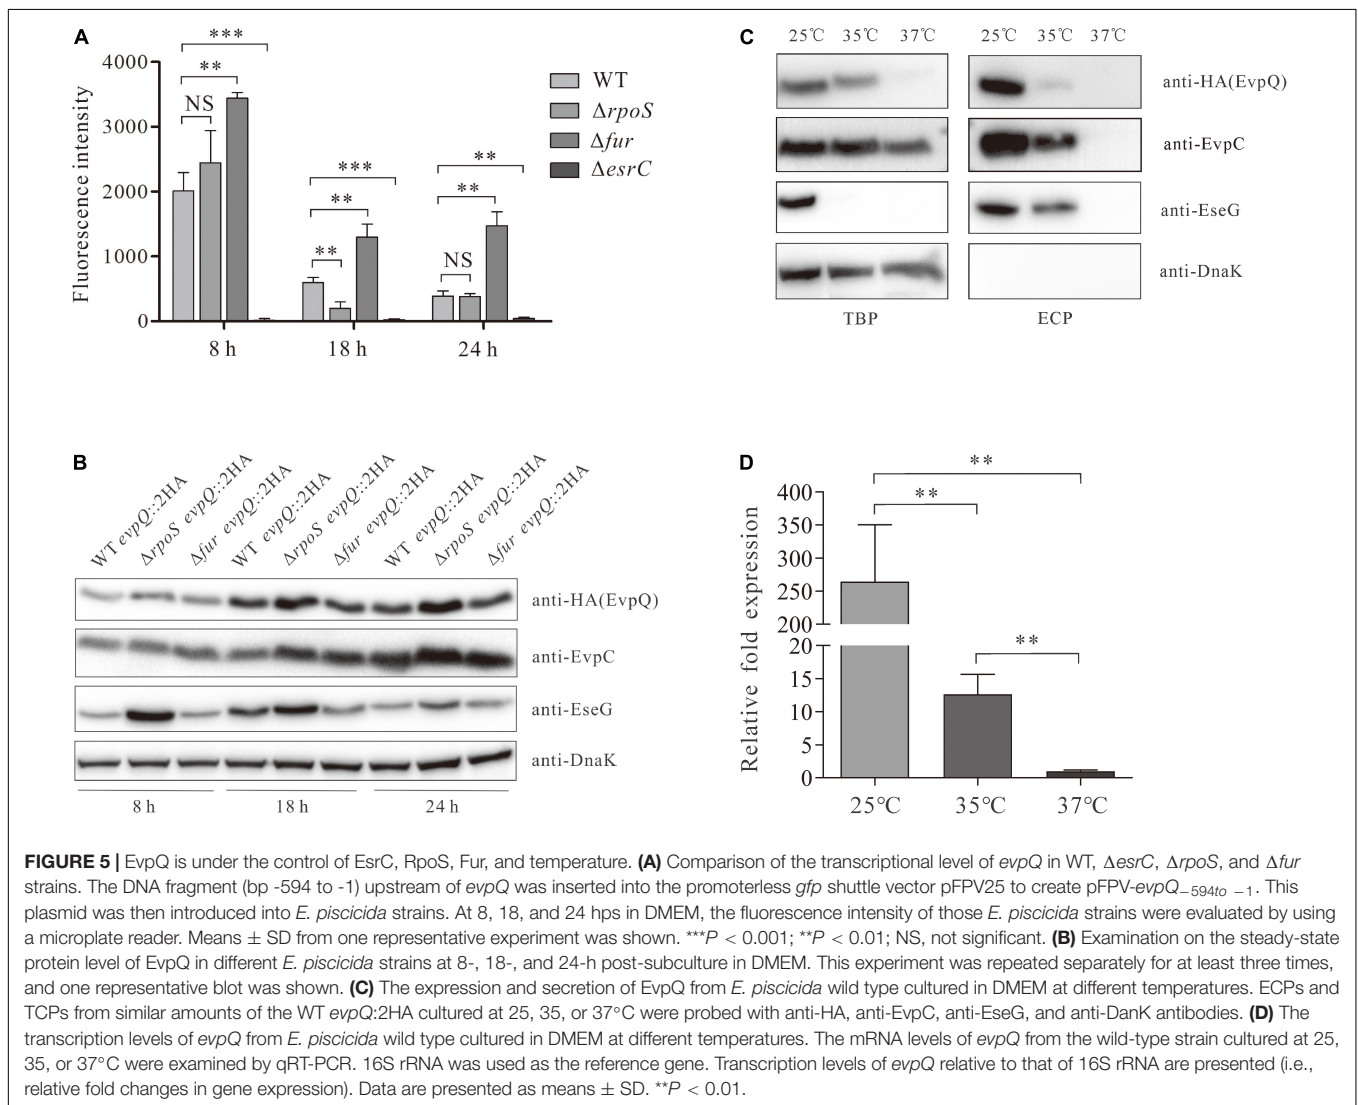 A
***
**
NS
4000
3000
2000
1000
0
Fluorescence intensity
***
**
**
**
**
NS
8 h
18 h
24 h
WT
ΔrpoS
Δfur
ΔesrC
C
25℃ 35℃ 37℃ 25℃ 35℃ 37℃
anti-HA(EvpQ)
anti-EvpC
anti-EseG
anti-DnaK
TBP ECP
B
WT evpQ::2HA
ΔrpoS evpQ::2HA
Δfur evpQ::2HA
WT evpQ::2HA
ΔrpoS evpQ::2HA
Δfur evpQ::2HA
WT evpQ::2HA
ΔrpoS evpQ::2HA
Δfur evpQ::2HA
anti-HA(EvpQ)
anti-EvpC
anti-EseG
anti-DnaK
8 h 18 h 24 h
D
**
**
**
400
350
300
250
200
20
15
10
5
0
Relative fold expression
25℃ 35℃ 37℃
FIGURE 5 | EvpQ is under the control of EsrC, RpoS, Fur, and temperature. (A) Comparison of the transcriptional level of evpQ in WT, ΔesrC, ΔrpoS, and Δfur
strains. The DNA fragment (bp -594 to -1) upstream of evpQ was inserted into the promoterless gfp shuttle vector pFPV25 to create pFPV-evpQ−594to −1. This
plasmid was then introduced into E. piscicida strains. At 8, 18, and 24 hps in DMEM, the fluorescence intensity of those E. piscicida strains were evaluated by using
a microplate reader. Means ± SD from one representative experiment was shown. ***P < 0.001; **P < 0.01; NS, not significant. (B) Examination on the steady-state
protein level of EvpQ in different E. piscicida strains at 8-, 18-, and 24-h post-subculture in DMEM. This experiment was repeated separately for at least three times,
and one representative blot was shown. (C) The expression and secretion of EvpQ from E. piscicida wild type cultured in DMEM at different temperatures. ECPs and
TCPs from similar amounts of the WT evpQ:2HA cultured at 25, 35, or 37°C were probed with anti-HA, anti-EvpC, anti-EseG, and anti-DanK antibodies. (D) The
transcription levels of evpQ from E. piscicida wild type cultured in DMEM at different temperatures. The mRNA levels of evpQ from the wild-type strain cultured at 25,
35, or 37°C were examined by qRT-PCR. 16S rRNA was used as the reference gene. Transcription levels of evpQ relative to that of 16S rRNA are presented (i.e.,
relative fold changes in gene expression). Data are presented as means ± SD. **P < 0.01.